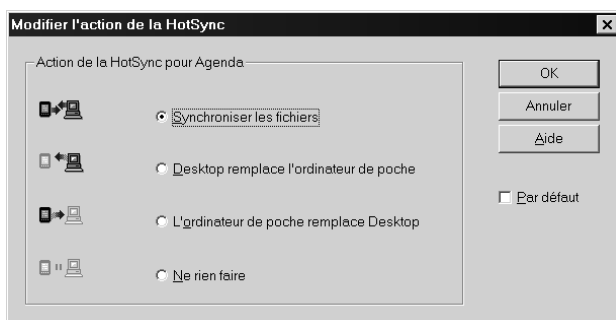 Modifier l'action de la HotSync
Action de la HotSync pour Agenda
Synchroniser les fichiers
Desktop remplace l'ordinateur de poche
L'ordinateur de poche remplace Desktop
Ne rien faire
OK
Annuler
Aide
Par défaut